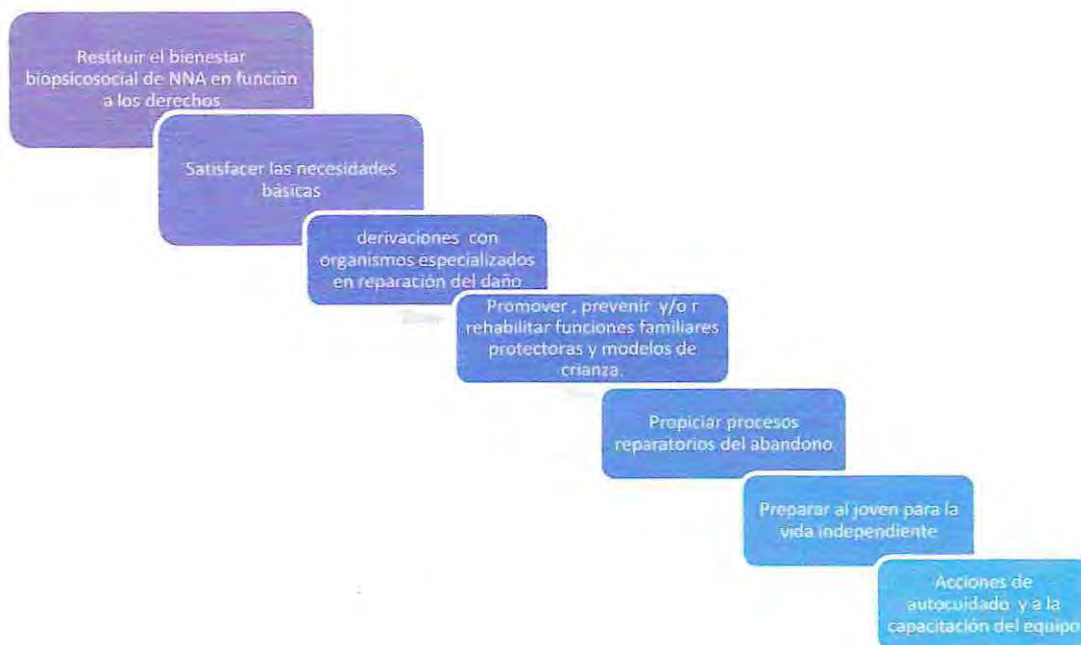 Restituir el bienestar
biopsicosocial de NNA en función
a los derechos
Satisfacer las necesidades
básicas
derivaciones con
organismos especializados
en reparación del daño
Promover , prevenir y/o r
rehabilitar funciones familiares
protectoras y modelos de
crianza.
Propiciar procesos
reparatorios del abandono
Preparar al joven para la
vida independiente
Acciones de
autocuidado y a la
capacitación del equipo